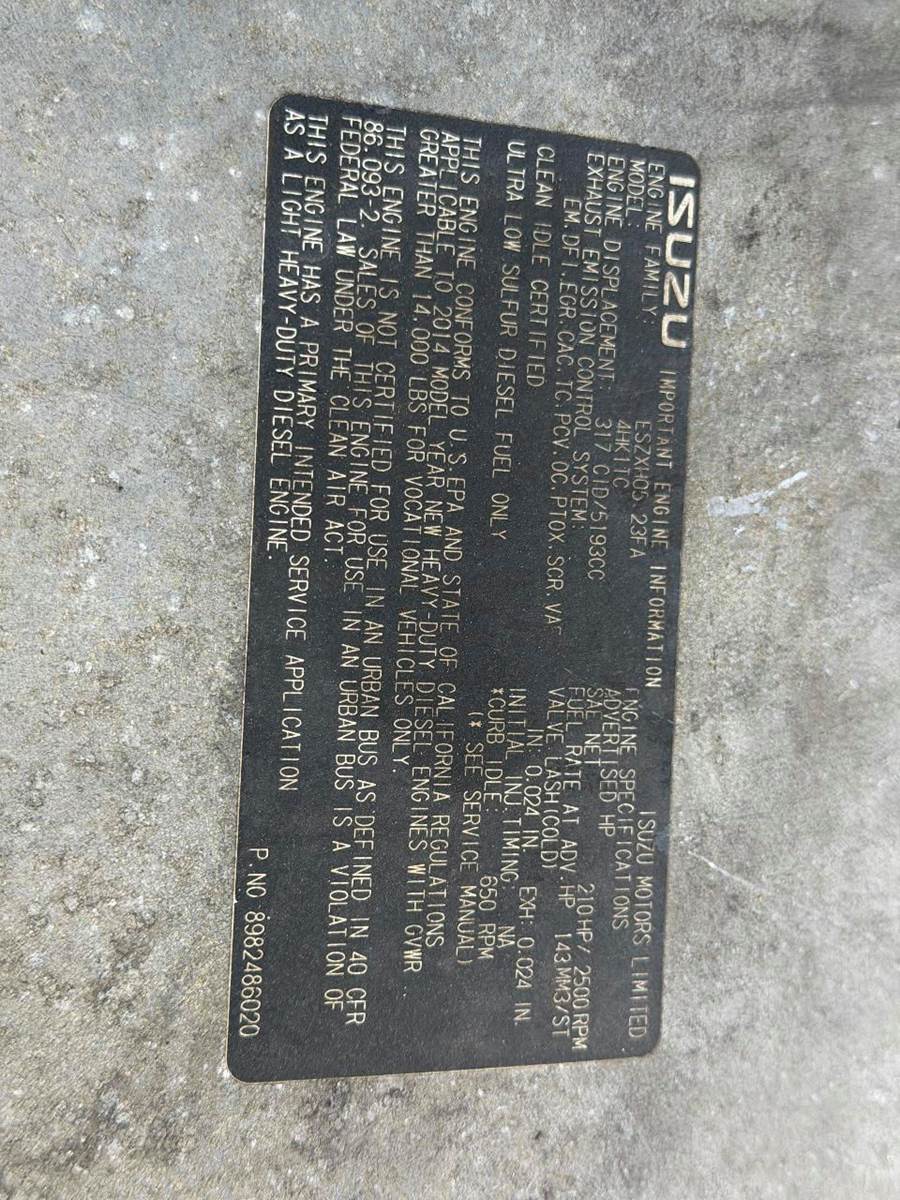 ISUZU IMPORTANT ENGINE INFORMATION ISUZU MOTORS LIMITED
ENGINE FAMILY: ESZXH05.23FA
MODEL: 4HK1TC
ENGINE DISPLACEMENT: 317 CID/5193CC
EXHAUST EMISSION CONTROL SYSTEM:
EM.DFI.EGR.CAC.TC.PCV.OC.PTOX.SCR.
CLEAN IDLE CERTIFIED
ULTRA LOW SULFUR DIESEL FUEL ONLY
ENGINE SPECIFICATIONS
ADVERTISED HP
SAE NET: 210HP/2500RPM
FUEL RATE AT ADV.HP 143MM3/ST
VALVE LASH(COLD)
IN: 0.024 IN. EXH: 0.024 IN.
INITIAL INJ.TIMING: NA
*CURB IDLE: 650 RPM
(* SEE SERVICE MANUAL)
THIS ENGINE CONFORMS TO U.S.EPA AND STATE OF CALIFORNIA REGULATIONS
APPLICABLE TO 2014 MODEL YEAR NEW HEAVY-DUTY DIESEL ENGINES WITH GVWR
GREATER THAN 14,000 LBS FOR VOCATIONAL VEHICLES ONLY.
THIS ENGINE IS NOT CERTIFIED FOR USE IN AN URBAN BUS AS DEFINED IN 40 CFR
86.093-2. SALES OF THIS ENGINE FOR USE IN AN URBAN BUS IS A VIOLATION OF
FEDERAL LAW UNDER THE CLEAN AIR ACT.
THIS ENGINE HAS A PRIMARY INTENDED SERVICE APPLICATION
AS A LIGHT HEAVY-DUTY DIESEL ENGINE.
P.NO.8982486020